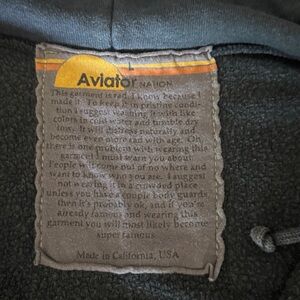 L
Aviator NATION
This garment is rad. I know because I
made it. To keep it in pristine condi-
tion I suggest washing it with like
colors in cold water and tumble dry
low. It will distress naturally and
become even more rad with age. Oh,
there is one problem with wearing this
garment I must warn you about.
People will come out of no where and
want to know who you are. I suggest
not wearing it in a crowded place
unless you have a couple body guards
then it's probably ok, and if you're
already famous and wearing this
garment you will most likely become
super famous.
Made in California, USA